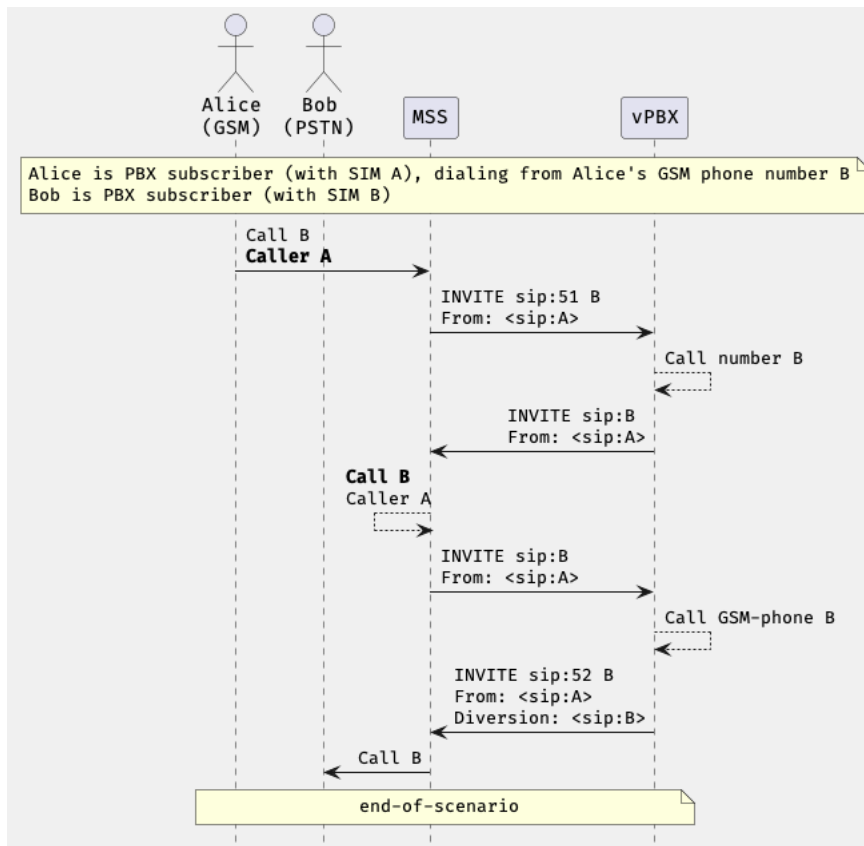 Alice
(GSM)
Bob
(PSTN)
MSS
vPBX
Alice is PBX subscriber (with SIM A), dialing from Alice's GSM phone number B
Bob is PBX subscriber (with SIM B)
Call B
Caller A
INVITE sip:51 B
From: <sip:A>
Call number B
INVITE sip:B
From: <sip:A>
Call B
Caller A
INVITE sip:B
From: <sip:A>
Call GSM-phone B
INVITE sip:52 B
From: <sip:A>
Diversion: <sip:B>
Call B
end-of-scenario